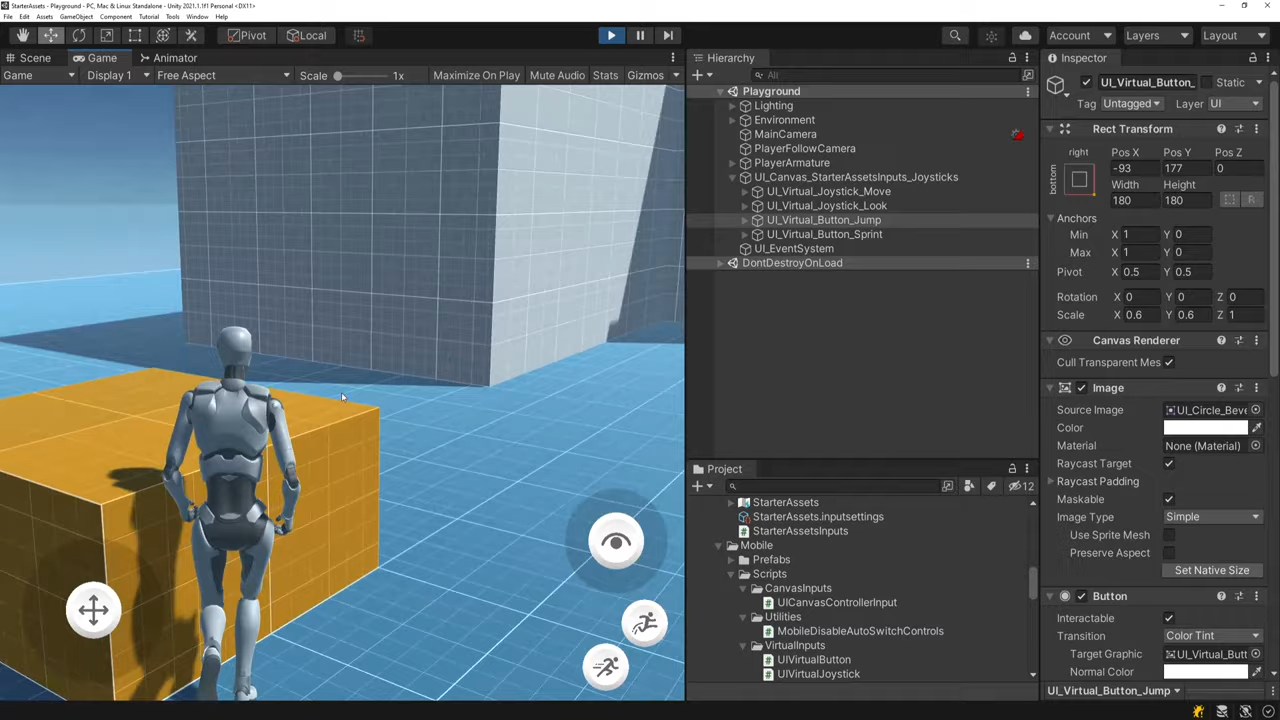 StarterAssets - Playground - PC, Mac & Linux Standalone - Unity 2021.1.1f1 Personal <DX11>
File Edit Assets GameObject Component Tutorial Tools Window Help
Pivot Local Account Layers Layout
Scene Game Animator
Game Display 1 Free Aspect Scale 1x Maximize On Play Mute Audio Stats Gizmos
Hierarchy
All
Playground
Lighting
Environment
MainCamera
PlayerFollowCamera
PlayerArmature
UI_Canvas_StarterAssetsInputs_Joysticks
UI_Virtual_Joystick_Move
UI_Virtual_Joystick_Look
UI_Virtual_Button_Jump
UI_Virtual_Button_Sprint
UI_EventSystem
DontDestroyOnLoad
Project
12
StarterAssets
StarterAssets.inputsettings
StarterAssetsInputs
Mobile
Prefabs
Scripts
CanvasInputs
UICanvasControllerInput
Utilities
MobileDisableAutoSwitchControls
VirtualInputs
UIVirtualButton
UIVirtualJoystick
Inspector
UI_Virtual_Button_ Static
Tag Untagged Layer UI
Rect Transform
right Pos X Pos Y Pos Z
bottom -93 177 0
Width Height
180 180 R
Anchors
Min X 1 Y 0
Max X 1 Y 0
Pivot X 0.5 Y 0.5
Rotation X 0 Y 0 Z 0
Scale X 0.6 Y 0.6 Z 1
Canvas Renderer
Cull Transparent Mes
Image
Source Image UI_Circle_Beve
Color
Material None (Material)
Raycast Target
Raycast Padding
Maskable
Image Type Simple
Use Sprite Mesh
Preserve Aspect
Set Native Size
Button
Interactable
Transition Color Tint
Target Graphic UI_Virtual_Butt
Normal Color
UI_Virtual_Button_Jump